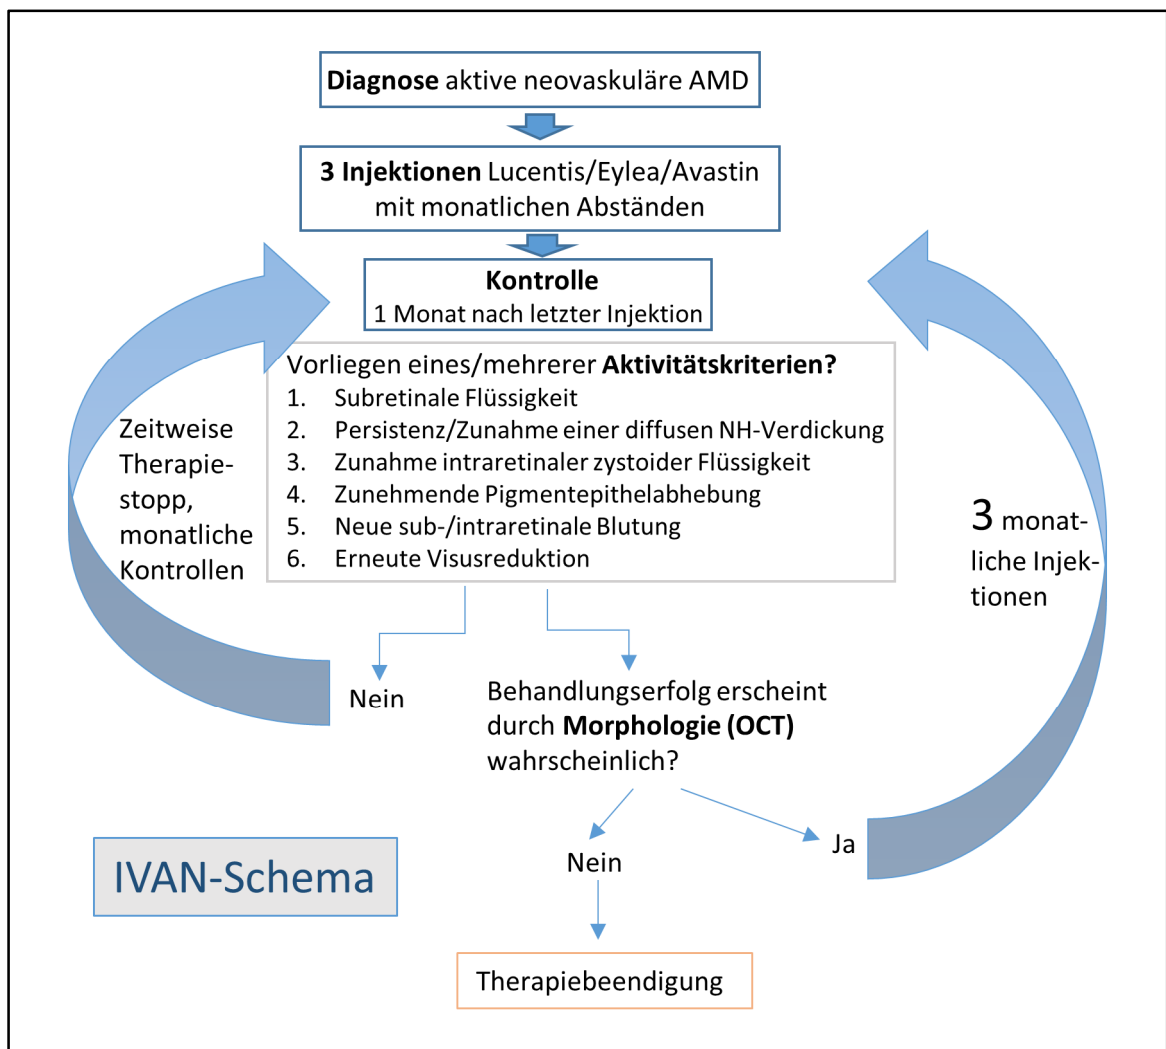 Diagnose aktive neovaskuläre AMD
3 Injektionen Lucentis/Eylea/Avastin
mit monatlichen Abständen
Kontrolle
1 Monat nach letzter Injektion
Vorliegen eines/mehrerer Aktivitätskriterien?
1. Subretinale Flüssigkeit
2. Persistenz/Zunahme einer diffusen NH-Verdickung
3. Zunahme intraretinaler zystoider Flüssigkeit
4. Zunehmende Pigmentepithelabhebung
5. Neue sub-/intraretinale Blutung
6. Erneute Visusreduktion
Zeitweise
Therapie-
stopp,
monatliche
Kontrollen
3 monat-
liche Injek-
tionen
Nein
Behandlungserfolg erscheint
durch Morphologie (OCT)
wahrscheinlich?
Nein
Ja
IVAN-Schema
Therapiebeendigung